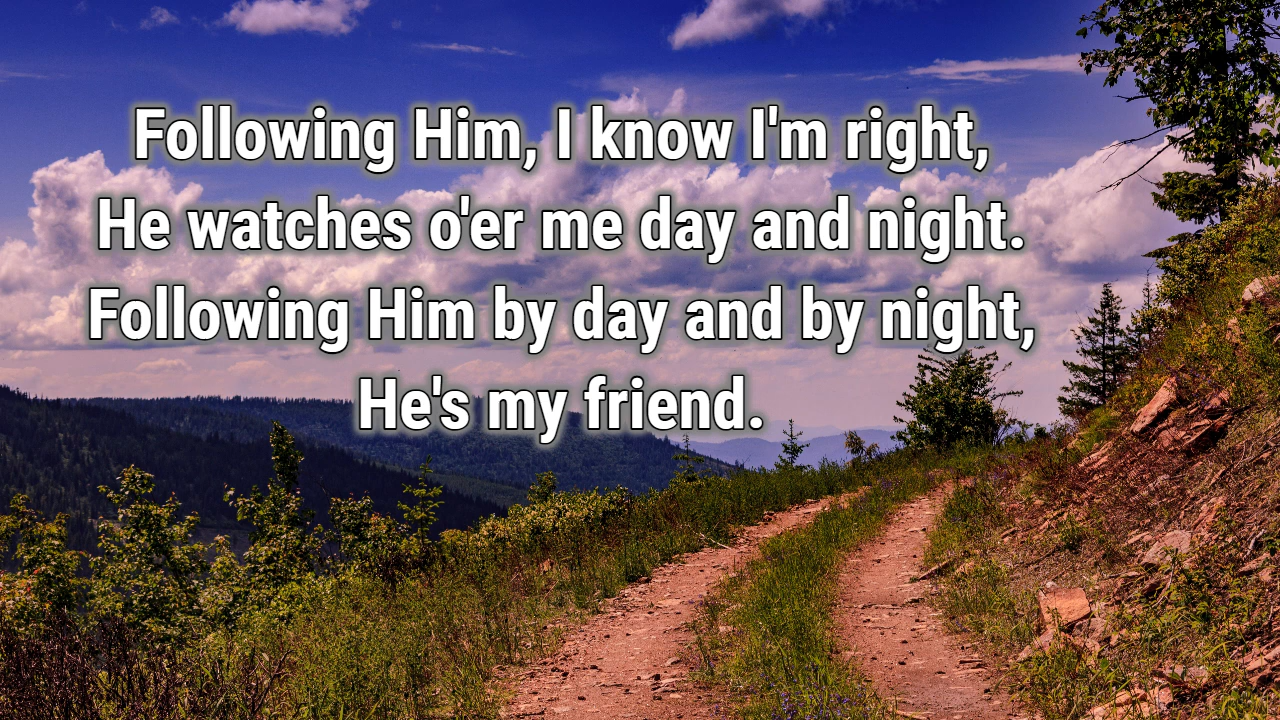 Following Him, I know I'm right,
He watches o'er me day and night.
Following Him by day and by night,
He's my friend.